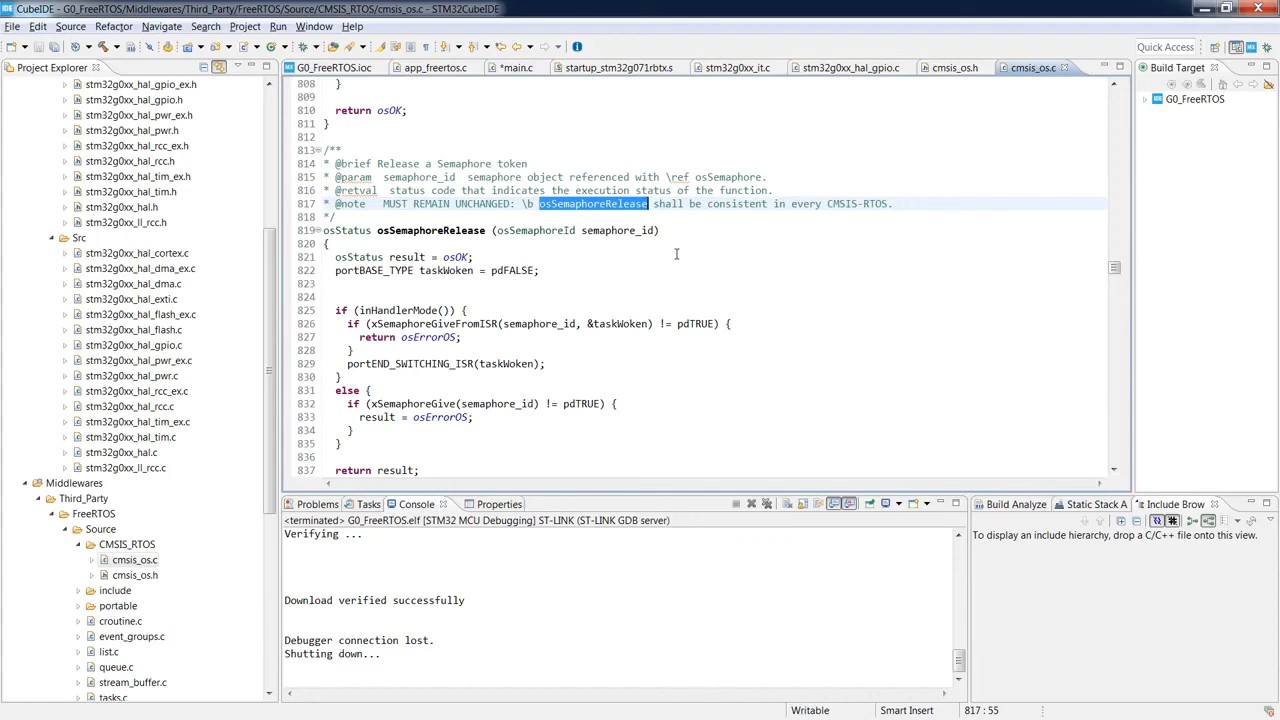 CubeIDE - G0_FreeRTOS/Middlewares/Third_Party/FreeRTOS/Source/CMSIS_RTOS/cmsis_os.c - STM32CubeIDE
File Edit Source Refactor Navigate Search Project Run Window Help
Quick Access
Project Explorer
stm32g0xx_hal_gpio_ex.h
stm32g0xx_hal_gpio.h
stm32g0xx_hal_pwr_ex.h
stm32g0xx_hal_pwr.h
stm32g0xx_hal_rcc_ex.h
stm32g0xx_hal_rcc.h
stm32g0xx_hal_tim_ex.h
stm32g0xx_hal_tim.h
stm32g0xx_hal.h
stm32g0xx_ll_rcc.h
Src
stm32g0xx_hal_cortex.c
stm32g0xx_hal_dma_ex.c
stm32g0xx_hal_dma.c
stm32g0xx_hal_exti.c
stm32g0xx_hal_flash_ex.c
stm32g0xx_hal_flash.c
stm32g0xx_hal_gpio.c
stm32g0xx_hal_pwr_ex.c
stm32g0xx_hal_pwr.c
stm32g0xx_hal_rcc_ex.c
stm32g0xx_hal_rcc.c
stm32g0xx_hal_tim_ex.c
stm32g0xx_hal_tim.c
stm32g0xx_hal.c
stm32g0xx_ll_rcc.c
Middlewares
Third_Party
FreeRTOS
Source
CMSIS_RTOS
cmsis_os.c
cmsis_os.h
include
portable
croutine.c
event_groups.c
list.c
queue.c
stream_buffer.c
tasks.c
G0_FreeRTOS.ioc app_freertos.c *main.c startup_stm32g071rbtx.s stm32g0xx_it.c stm32g0xx_hal_gpio.c cmsis_os.h cmsis_os.c
808 }
809
810 return osOK;
811 }
812
813 /**
814 * @brief Release a Semaphore token
815 * @param semaphore_id semaphore object referenced with \ref osSemaphore.
816 * @retval status code that indicates the execution status of the function.
817 * @note MUST REMAIN UNCHANGED: \b osSemaphoreRelease shall be consistent in every CMSIS-RTOS.
818 */
819 osStatus osSemaphoreRelease (osSemaphoreId semaphore_id)
820 {
821 osStatus result = osOK;
822 portBASE_TYPE taskWoken = pdFALSE;
823
824
825 if (inHandlerMode()) {
826 if (xSemaphoreGiveFromISR(semaphore_id, &taskWoken) != pdTRUE) {
827 return osErrorOS;
828 }
829 portEND_SWITCHING_ISR(taskWoken);
830 }
831 else {
832 if (xSemaphoreGive(semaphore_id) != pdTRUE) {
833 result = osErrorOS;
834 }
835 }
836
837 return result;
Build Target
G0_FreeRTOS
Problems Tasks Console Properties
<terminated> G0_FreeRTOS.elf [STM32 MCU Debugging] ST-LINK (ST-LINK GDB server)
Verifying ...
Download verified successfully
Debugger connection lost.
Shutting down...
Build Analyze Static Stack A Include Brow
To display an include hierarchy, drop a C/C++ file onto this view.
Writable Smart Insert 817 : 55